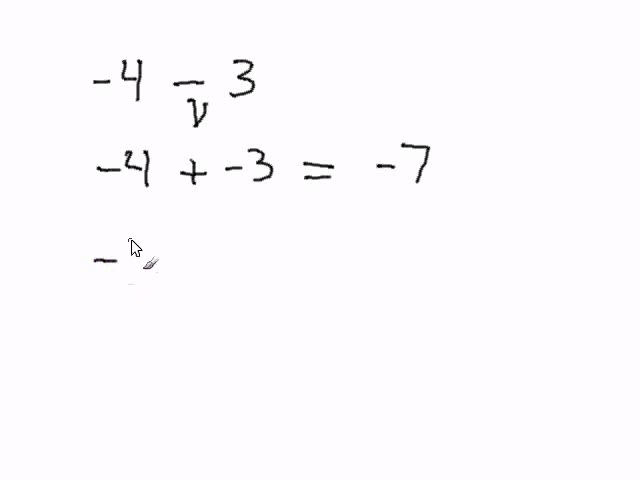 -4 - 3
-4 + -3 = -7
-